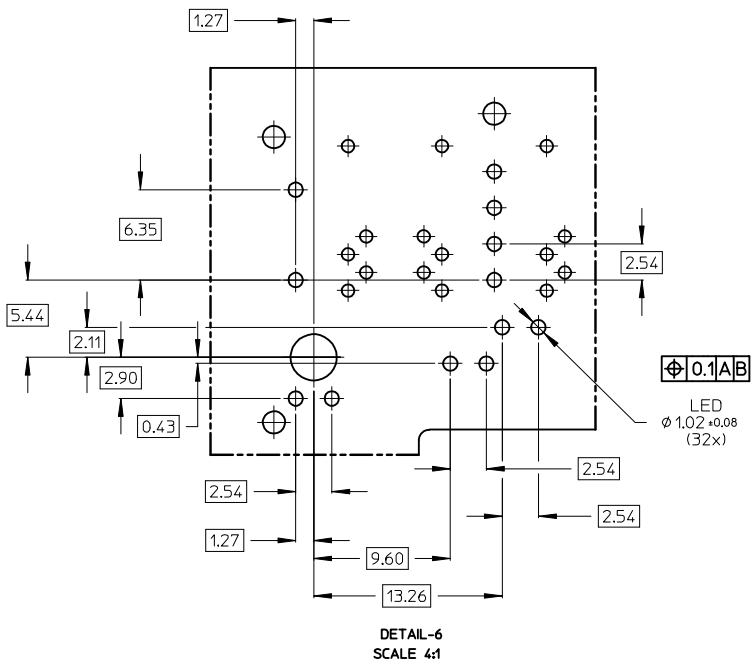 1.27
6.35
2.54
5.44
2.11
2.90
0.43
⌖ 0.1 A B
LED
⌀1.02 ±0.08
(32x)
2.54
2.54
2.54
1.27
9.60
13.26
DETAIL-6
SCALE 4:1